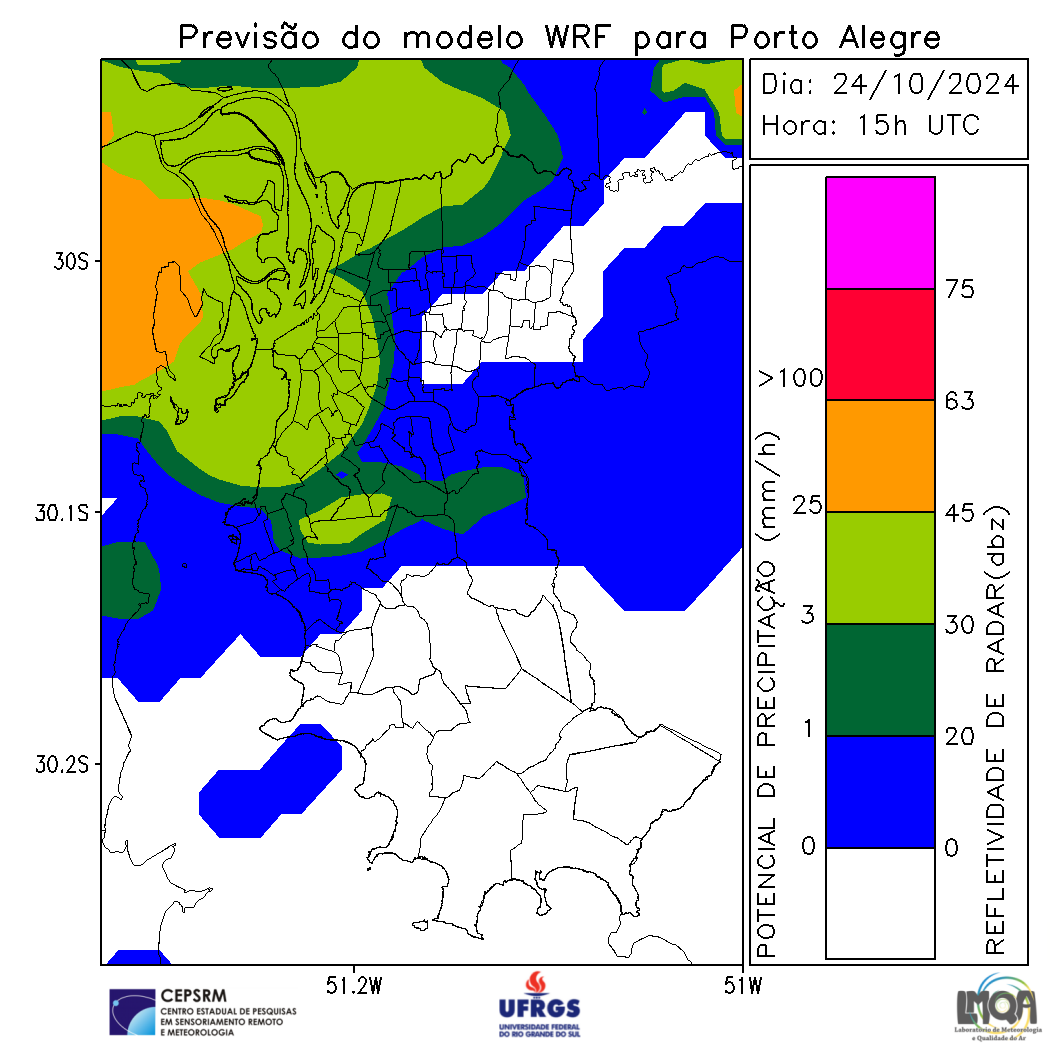 Previsão do modelo WRF para Porto Alegre
Dia: 24/10/2024
Hora: 15h UTC
30S
30.1S
30.2S
51.2W
51W
75
>100
63
25
45
3
30
1
20
0
0
POTENCIAL DE PRECIPITAÇÃO (mm/h)
REFLETIVIDADE DE RADAR(dbz)
CEPSRM
CENTRO ESTADUAL DE PESQUISAS
EM SENSORIAMENTO REMOTO
E METEOROLOGIA
UFRGS
UNIVERSIDADE FEDERAL
DO RIO GRANDE DO SUL
LMQA
Laboratório de Meteorologia
e Qualidade do Ar